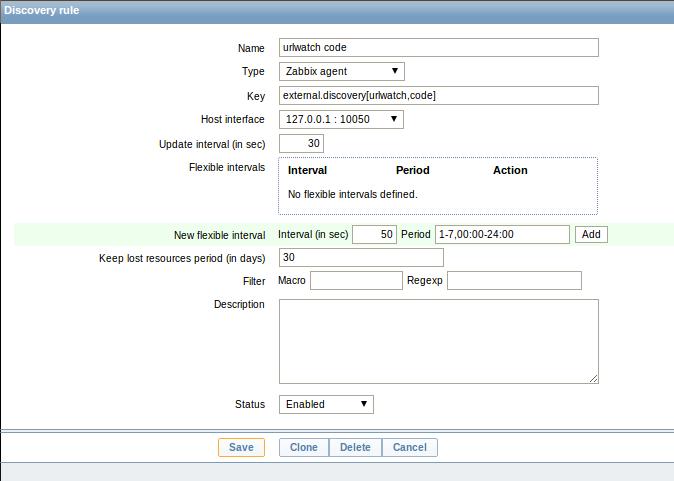 Discovery rule
Name urlwatch code
Type Zabbix agent
Key external.discovery[urlwatch,code]
Host interface 127.0.0.1 : 10050
Update interval (in sec) 30
Flexible intervals Interval Period Action
No flexible intervals defined.
New flexible interval Interval (in sec) 50 Period 1-7,00:00-24:00 Add
Keep lost resources period (in days) 30
Filter Macro Regexp
Description
Status Enabled
Save Clone Delete Cancel